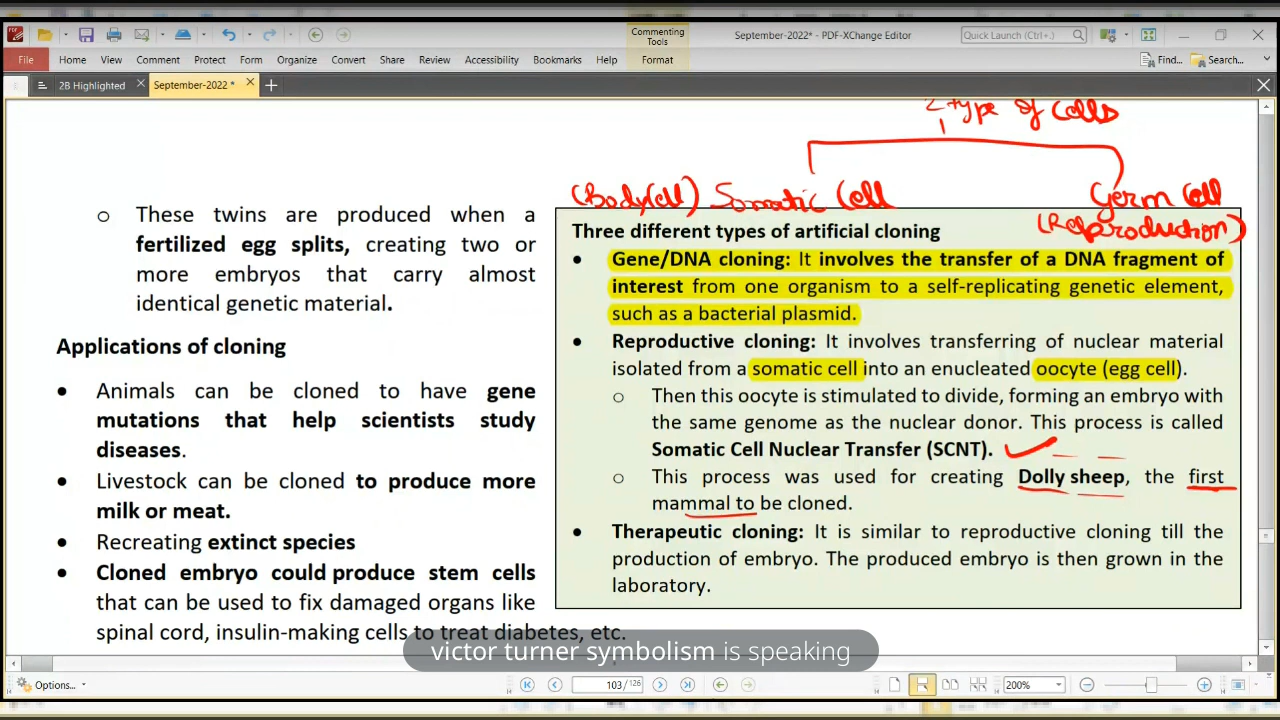 Commenting Tools
September-2022* - PDF-XChange Editor
Quick Launch (Ctrl+.)
File Home View Comment Protect Form Organize Convert Share Review Accessibility Bookmarks Help Format
Find... Search...
2B Highlighted September-2022 *
2 type of Cells
(Body Cell) Somatic Cell
Germ Cell
(Reproduction)
o These twins are produced when a
fertilized egg splits, creating two or
more embryos that carry almost
identical genetic material.
Applications of cloning
• Animals can be cloned to have gene
mutations that help scientists study
diseases.
• Livestock can be cloned to produce more
milk or meat.
• Recreating extinct species
• Cloned embryo could produce stem cells
that can be used to fix damaged organs like
spinal cord, insulin-making cells to treat diabetes, etc.
Three different types of artificial cloning
• Gene/DNA cloning: It involves the transfer of a DNA fragment of
interest from one organism to a self-replicating genetic element,
such as a bacterial plasmid.
• Reproductive cloning: It involves transferring of nuclear material
isolated from a somatic cell into an enucleated oocyte (egg cell).
o Then this oocyte is stimulated to divide, forming an embryo with
the same genome as the nuclear donor. This process is called
Somatic Cell Nuclear Transfer (SCNT).
o This process was used for creating Dolly sheep, the first
mammal to be cloned.
• Therapeutic cloning: It is similar to reproductive cloning till the
production of embryo. The produced embryo is then grown in the
laboratory.
victor turner symbolism is speaking
Options... 103 / 126 200%